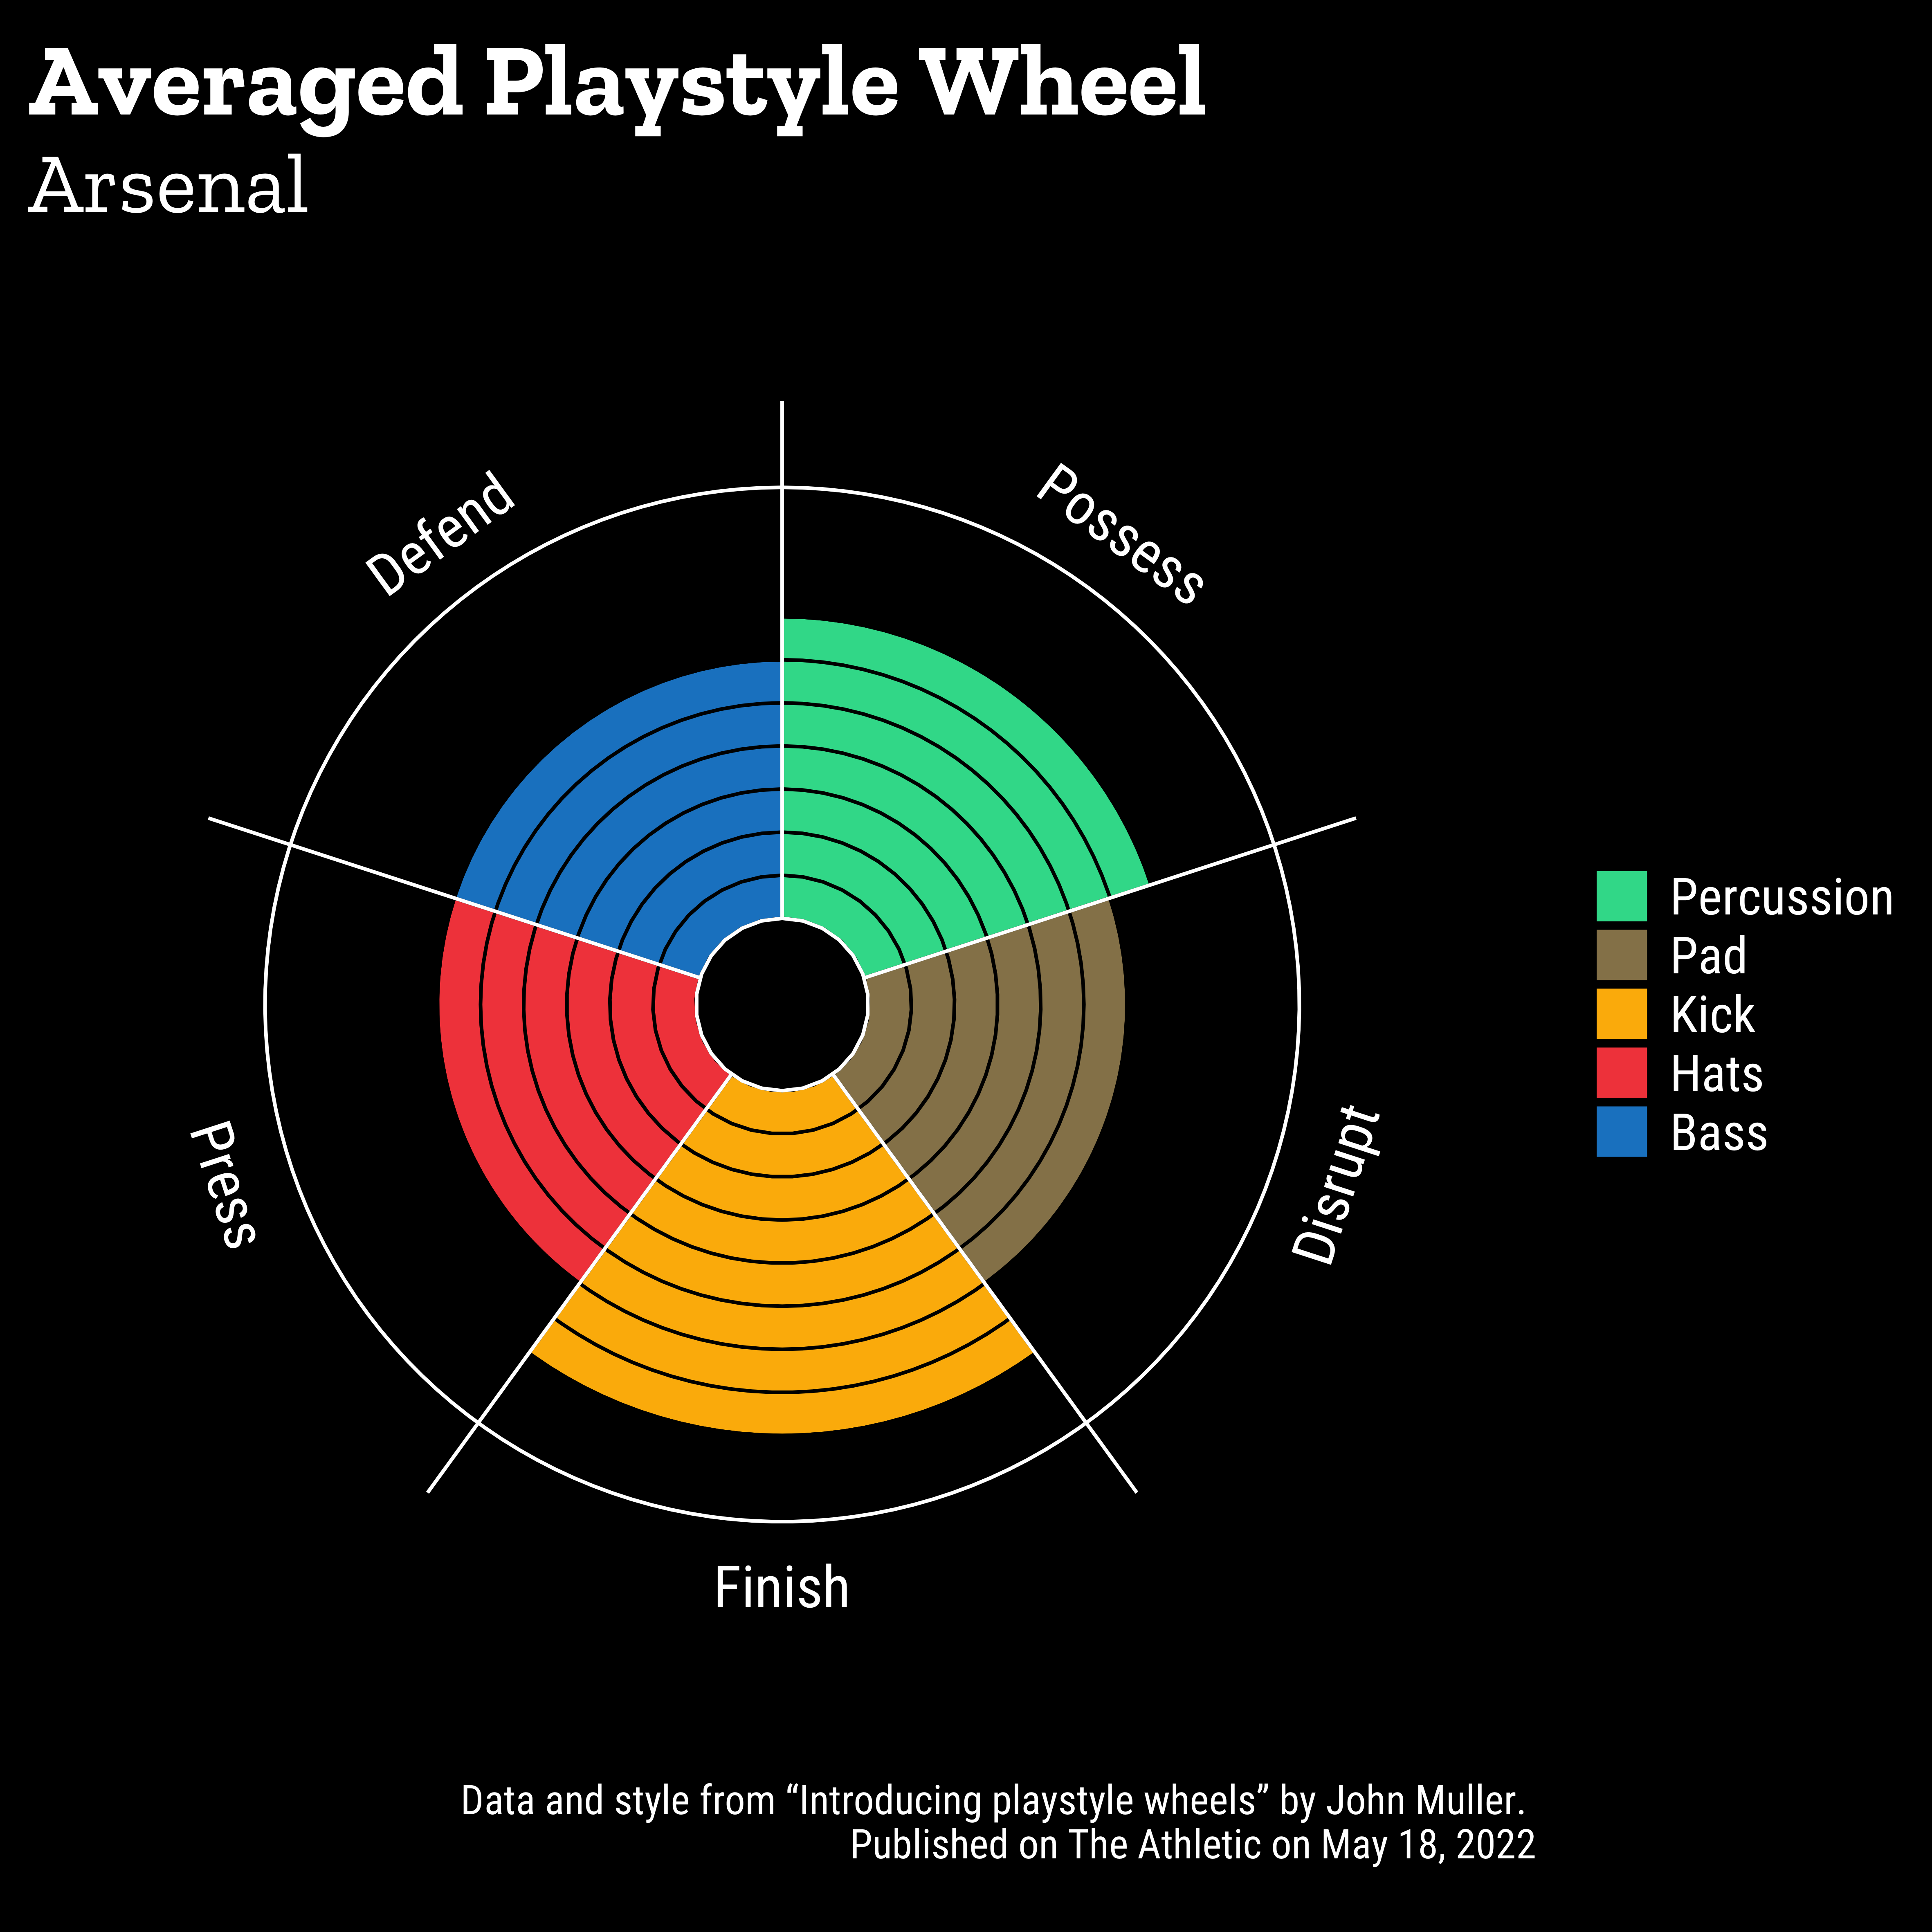 Averaged Playstyle Wheel
Arsenal
Defend
Possess
Press
Disrupt
Finish
Percussion
Pad
Kick
Hats
Bass
Data and style from “Introducing playstyle wheels” by John Muller.
Published on The Athletic on May 18, 2022